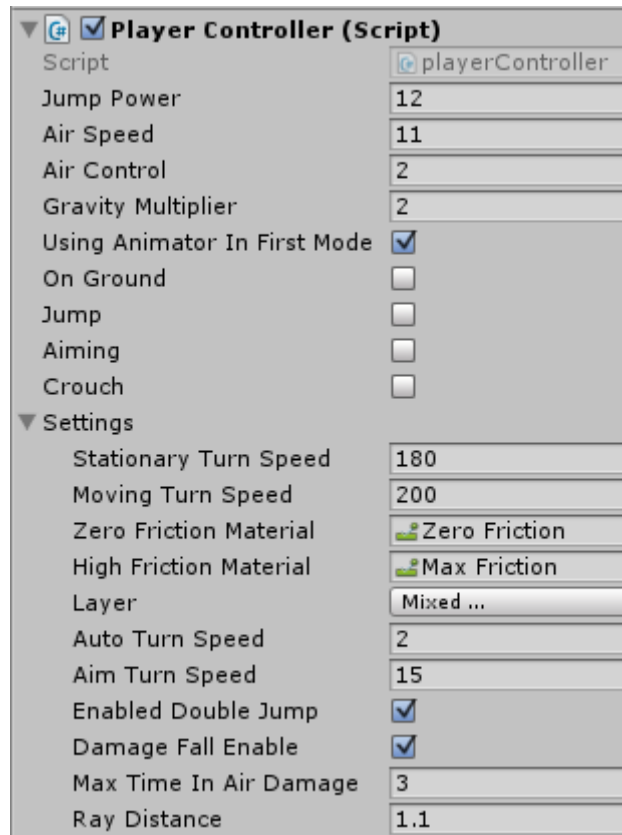 Player Controller (Script)
Script playerController
Jump Power 12
Air Speed 11
Air Control 2
Gravity Multiplier 2
Using Animator In First Mode
On Ground
Jump
Aiming
Crouch
Settings
Stationary Turn Speed 180
Moving Turn Speed 200
Zero Friction Material Zero Friction
High Friction Material Max Friction
Layer Mixed ...
Auto Turn Speed 2
Aim Turn Speed 15
Enabled Double Jump
Damage Fall Enable
Max Time In Air Damage 3
Ray Distance 1.1